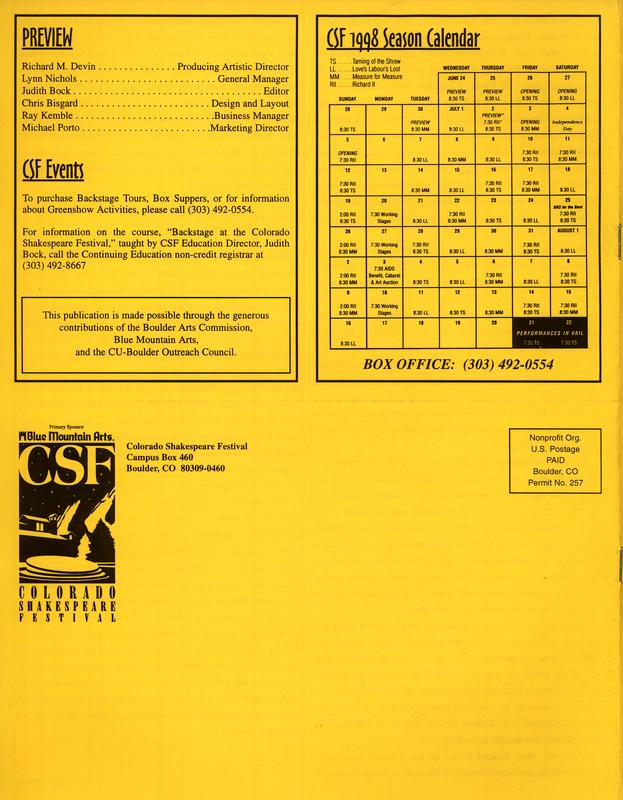 PREVIEW
Richard M. Devin . . . . . . . . . . . . . . . Producing Artistic Director
Lynn Nichols . . . . . . . . . . . . . . . . . . . . . . . . . . General Manager
Judith Bock . . . . . . . . . . . . . . . . . . . . . . . . . . . . . . . . . . . Editor
Chris Bisgard . . . . . . . . . . . . . . . . . . . . . . . . . Design and Layout
Ray Kemble . . . . . . . . . . . . . . . . . . . . . . . . . .Business Manager
Michael Porto . . . . . . . . . . . . . . . . . . . . . . . .Marketing Director
CSF Events
To purchase Backstage Tours, Box Suppers, or for information
about Greenshow Activities, please call (303) 492-0554.
For information on the course, “Backstage at the Colorado
Shakespeare Festival,” taught by CSF Education Director, Judith
Bock, call the Continuing Education non-credit registrar at
(303) 492-8667
This publication is made possible through the generous
contributions of the Boulder Arts Commission,
Blue Mountain Arts,
and the CU-Boulder Outreach Council.
CSF 1998 Season Calendar
TS . . . . .Taming of the Shrew
LL . . . . .Love's Labour's Lost
MM . . . .Measure for Measure
RII . . . . .Richard II
SUNDAY MONDAY TUESDAY WEDNESDAY THURSDAY FRIDAY SATURDAY
JUNE 24 25 26 27
PREVIEW PREVIEW OPENING OPENING
8:30 TS 8:30 LL 8:30 TS 8:30 LL
28 29 30 JULY 1 2 3 4
PREVIEW PREVIEW* OPENING Independence
7:30 RII* Day
8:30 TS 8:30 MM 8:30 LL 8:30 TS 8:30 MM
5 6 7 8 9 10 11
OPENING 7:30 RII 7:30 RII
7:30 RII 8:30 LL 8:30 MM 8:30 LL 8:30 TS 8:30 MM
12 13 14 15 16 17 18
7:30 RII 7:30 RII 7:30 RII
8:30 TS 8:30 MM 8:30 TS 8:30 MM 8:30 LL
19 20 21 22 23 24 25
BBQ for the Bard
2:00 RII 7:30 Working 7:30 RII 7:30 RII
8:30 TS Stages 8:30 LL 8:30 MM 8:30 TS 8:30 LL 8:30 TS
26 27 28 29 30 31 AUGUST 1
2:00 RII 7:30 Working 7:30 RII 7:30 RII
8:30 MM Stages 8:30 TS 8:30 LL 8:30 MM 8:30 TS 8:30 LL
2 3 4 5 6 7 8
7:30 AIDS
2:00 RII Benefit, Cabaret 7:30 RII 7:30 RII
8:30 MM & Art Auction 8:30 TS 8:30 LL 8:30 MM 8:30 LL 8:30 TS
9 10 11 12 13 14 15
2:00 RII 7:30 Working 7:30 RII 7:30 RII
8:30 MM Stages 8:30 LL 8:30 TS 8:30 MM 8:30 TS 8:30 MM
16 17 18 19 20 21 22
PERFORMANCES IN VAIL
8:30 LL 7:30 TS 7:30 TS
BOX OFFICE: (303) 492-0554
Primary Sponsor
Blue Mountain Arts.
CSF
COLORADO
SHAKESPEARE
FESTIVAL
Colorado Shakespeare Festival
Campus Box 460
Boulder, CO 80309-0460
Nonprofit Org.
U.S. Postage
PAID
Boulder, CO
Permit No. 257